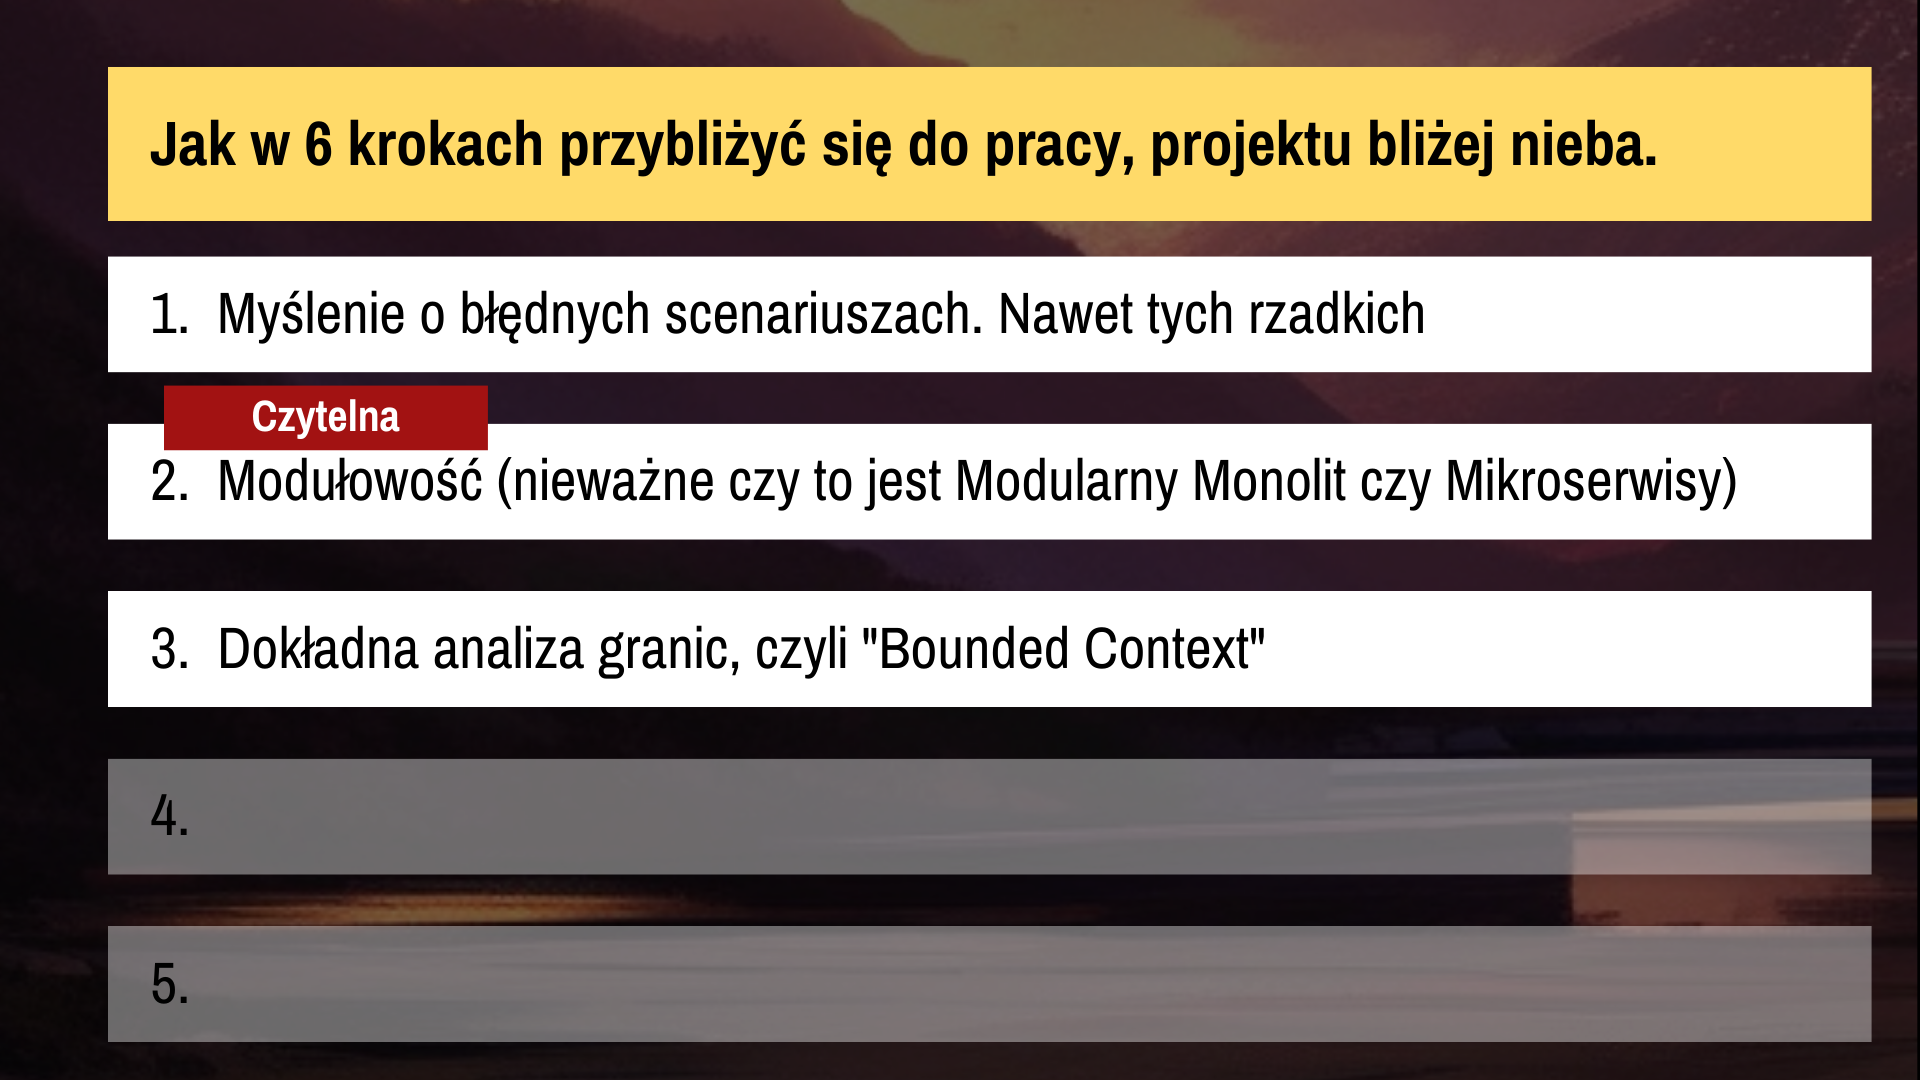 Jak w 6 krokach przybliżyć się do pracy, projektu bliżej nieba.
1. Myślenie o błędnych scenariuszach. Nawet tych rzadkich
Czytelna
2. Modułowość (nieważne czy to jest Modularny Monolit czy Mikroserwisy)
3. Dokładna analiza granic, czyli "Bounded Context"
4.
5.